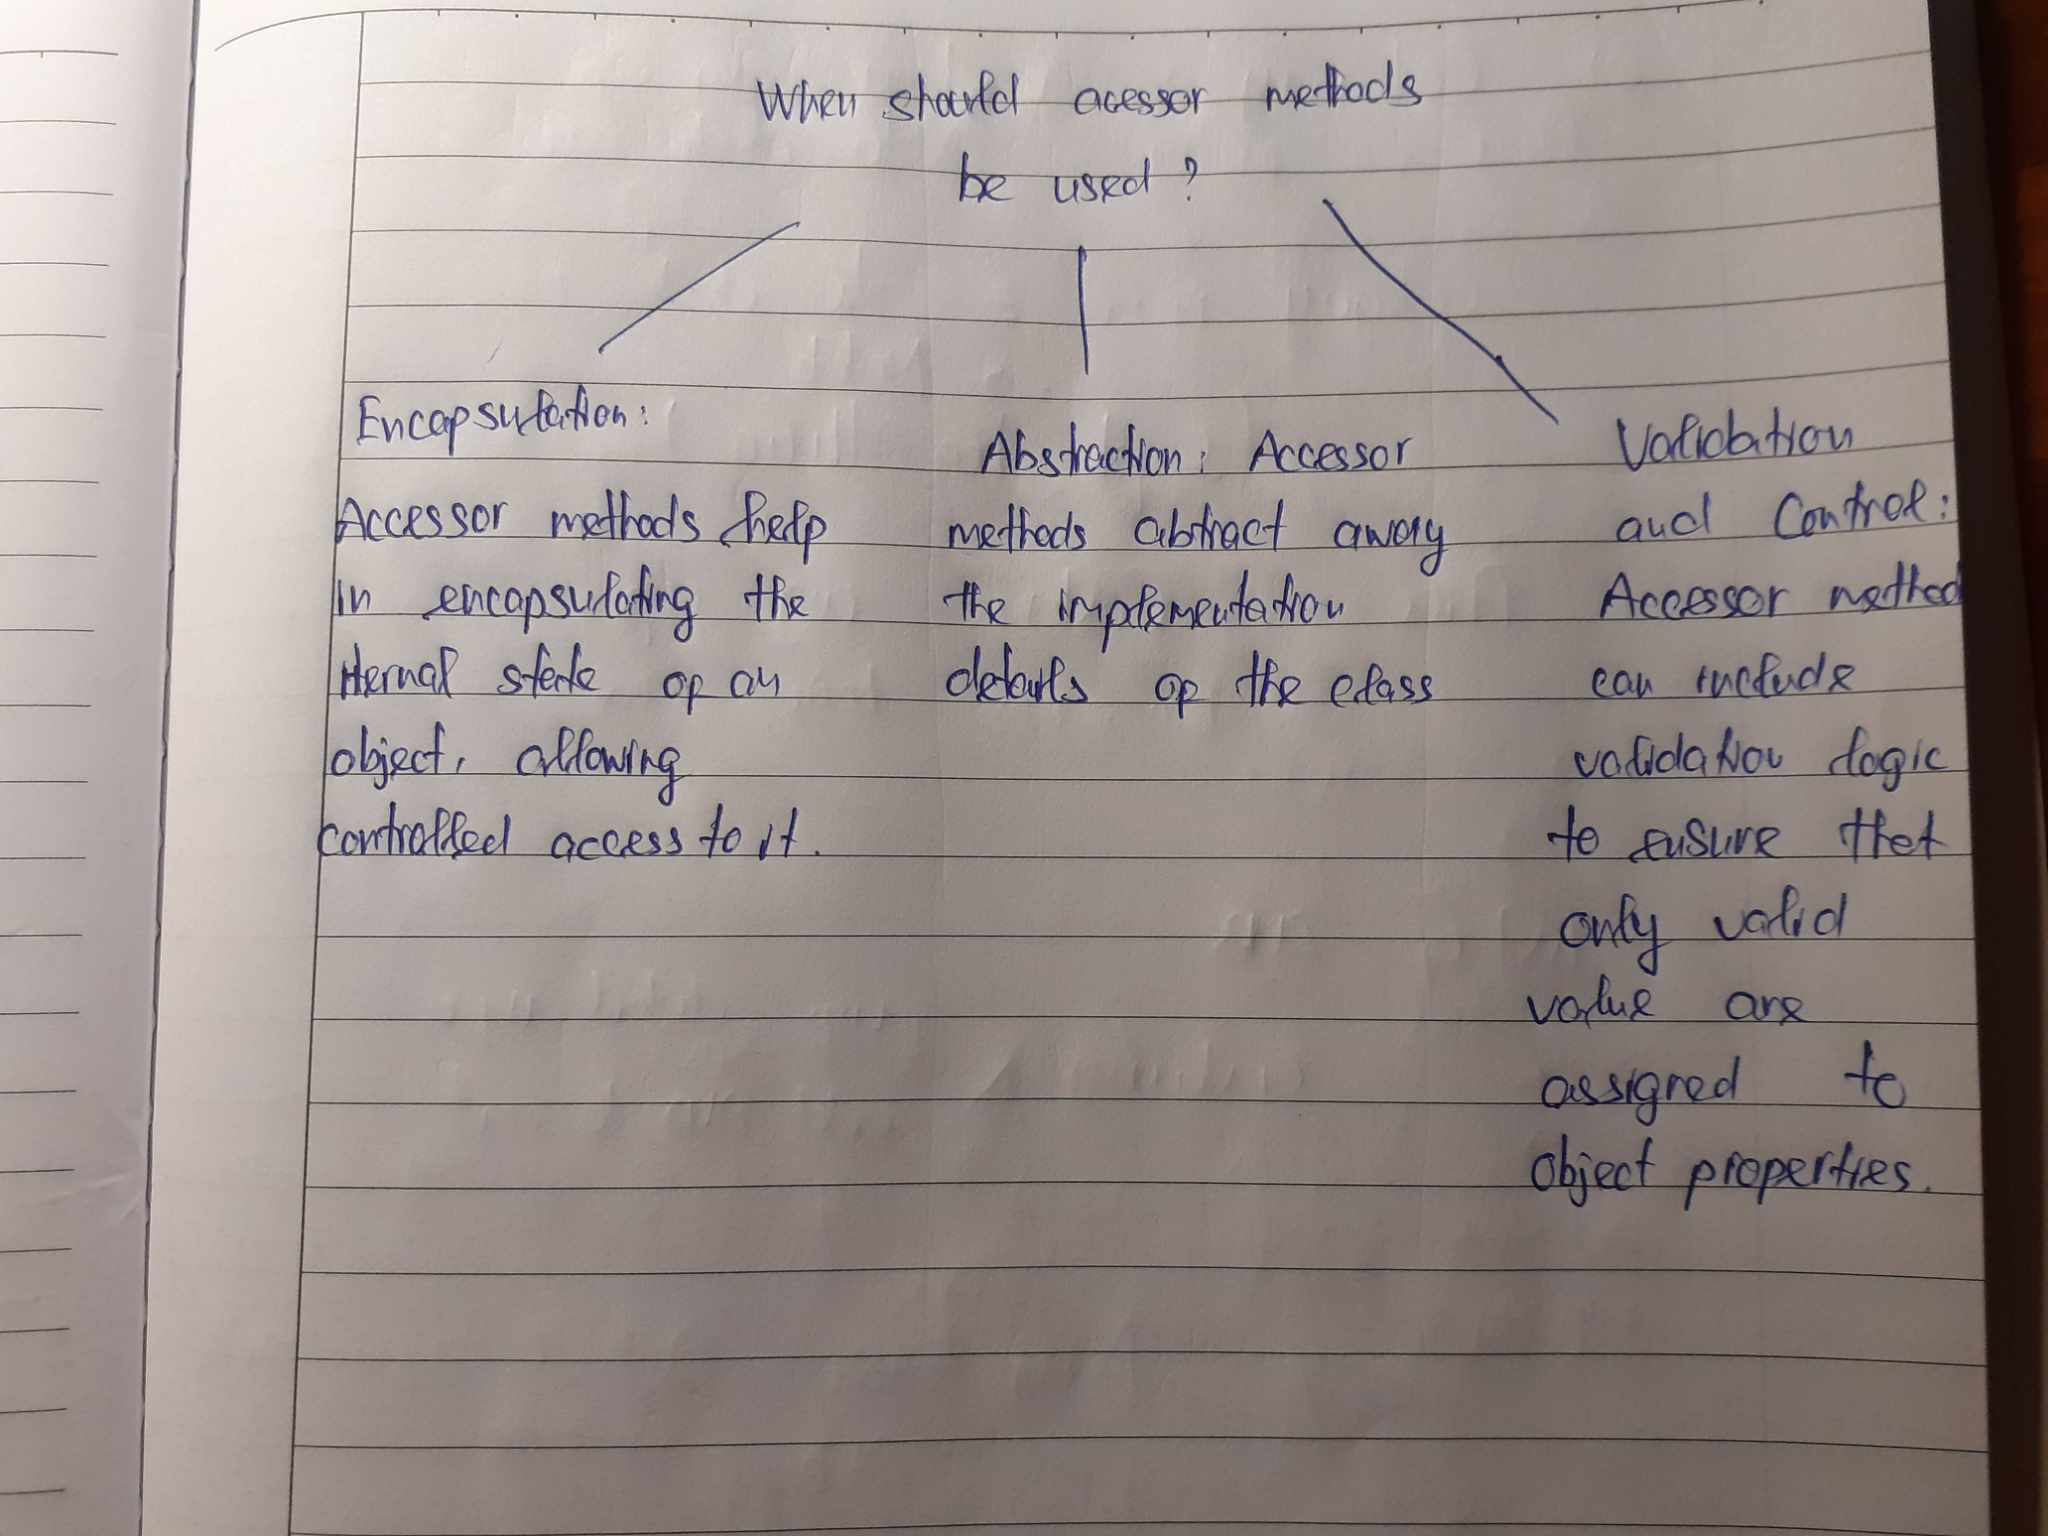 When should acessor methods
be used?
Encapsulation:
Accessor methods help
in encapsulating the
iternal state of an
object, allowing
controlled access to it.
Abstraction: Accessor
methods abtract away
the implementation
details of the class
Validation
and Control:
Accessor method
can include
validation logic
to ensure that
only valid
value are
assigned to
object properties.